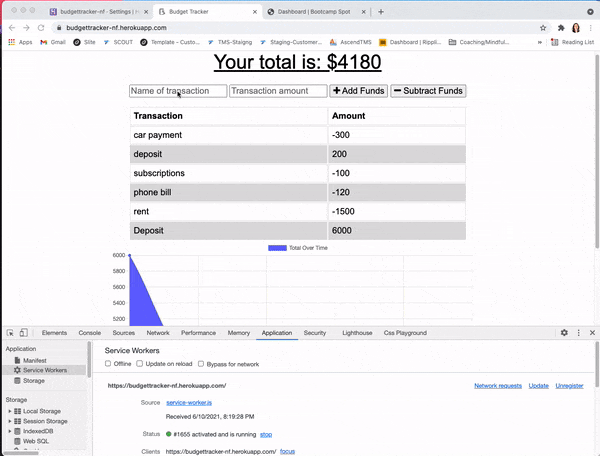 budgettracker-nf - Settings | H
Budget Tracker
Dashboard | Bootcamp Spot
budgettracker-nf.herokuapp.com
Apps
Gmail
Site
SCOUT
Template - Custo...
TMS-Staigng
Staging-Customer...
AscendTMS
Dashboard | Rippli...
Coaching/Mindful...
Reading List
Your total is: $4180
Name of transaction
Transaction amount
Add Funds
Subtract Funds
Transaction Amount
car payment -300
deposit 200
subscriptions -100
phone bill -120
rent -1500
Deposit 6000
Total Over Time
6000
5800
5600
5400
5200
Elements Console Sources Network Performance Memory Application Security Lighthouse Css Playground
Application
Manifest
Service Workers
Storage
Storage
Local Storage
Session Storage
IndexedDB
Web SQL
Service Workers
Offline Update on reload Bypass for network
https://budgettracker-nf.herokuapp.com/ Network requests Update Unregister
Source service-worker.js
Received 6/10/2021, 8:19:28 PM
Status #1655 activated and is running stop
Clients https://budgettracker-nf.herokuapp.com/ focus